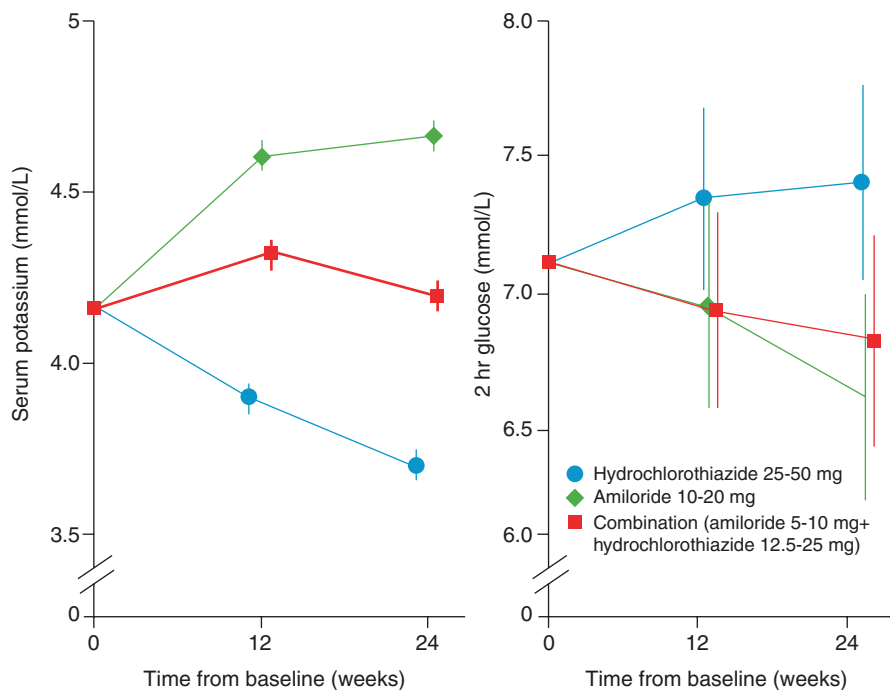 5
4.5
4.0
3.5
0
Serum potassium (mmol/L)
0
12
24
Time from baseline (weeks)
8.0
7.5
7.0
6.5
6.0
0
2 hr glucose (mmol/L)
Hydrochlorothiazide 25-50 mg
Amiloride 10-20 mg
Combination (amiloride 5-10 mg+
hydrochlorothiazide 12.5-25 mg)
0
12
24
Time from baseline (weeks)